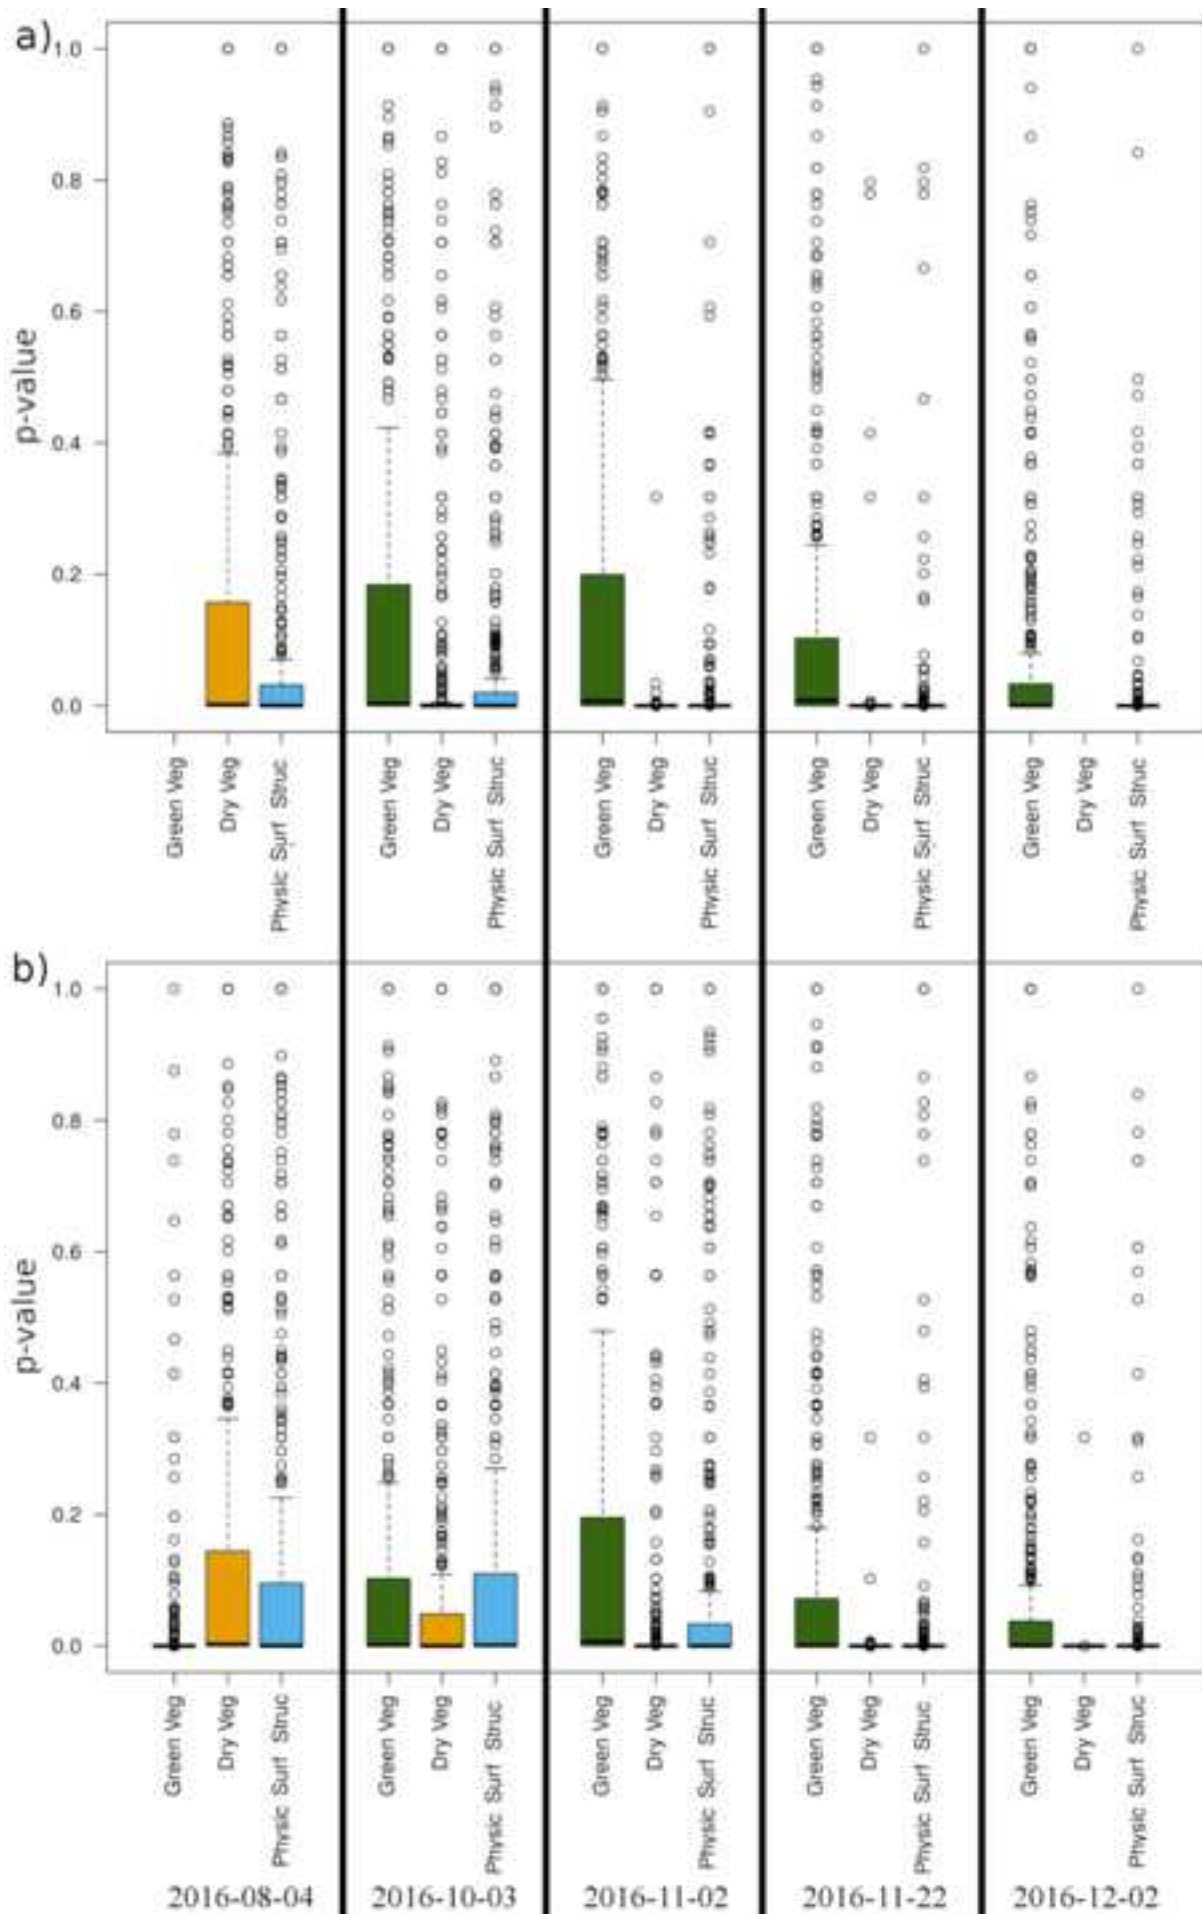 a)
1.0
0.8
0.6
0.4
0.2
0.0
p-value
Green Veg
Dry Veg
Physic Surf Struc
Green Veg
Dry Veg
Physic Surf Struc
Green Veg
Dry Veg
Physic Surf Struc
Green Veg
Dry Veg
Physic Surf Struc
Green Veg
Dry Veg
Physic Surf Struc
b)
1.0
0.8
0.6
0.4
0.2
0.0
p-value
Green Veg
Dry Veg
Physic Surf Struc
Green Veg
Dry Veg
Physic Surf Struc
Green Veg
Dry Veg
Physic Surf Struc
Green Veg
Dry Veg
Physic Surf Struc
Green Veg
Dry Veg
Physic Surf Struc
2016-08-04 2016-10-03 2016-11-02 2016-11-22 2016-12-02